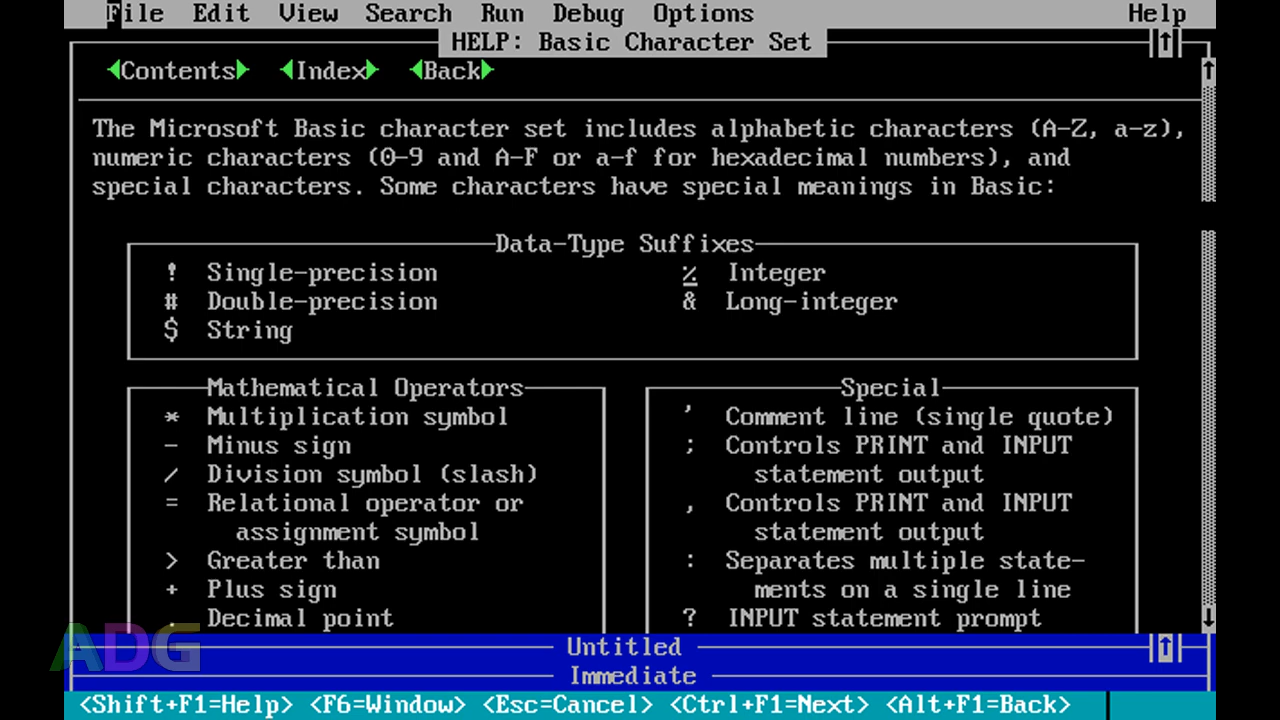 File Edit View Search Run Debug Options Help
HELP: Basic Character Set
Contents Index Back
The Microsoft Basic character set includes alphabetic characters (A-Z, a-z),
numeric characters (0-9 and A-F or a-f for hexadecimal numbers), and
special characters. Some characters have special meanings in Basic:
Data-Type Suffixes
! Single-precision % Integer
# Double-precision & Long-integer
$ String
Mathematical Operators
* Multiplication symbol
- Minus sign
/ Division symbol (slash)
= Relational operator or
assignment symbol
> Greater than
+ Plus sign
. Decimal point
Special
' Comment line (single quote)
; Controls PRINT and INPUT
statement output
, Controls PRINT and INPUT
statement output
: Separates multiple state-
ments on a single line
? INPUT statement prompt
ADG
Untitled
Immediate
<Shift+F1=Help> <F6=Window> <Esc=Cancel> <Ctrl+F1=Next> <Alt+F1=Back>